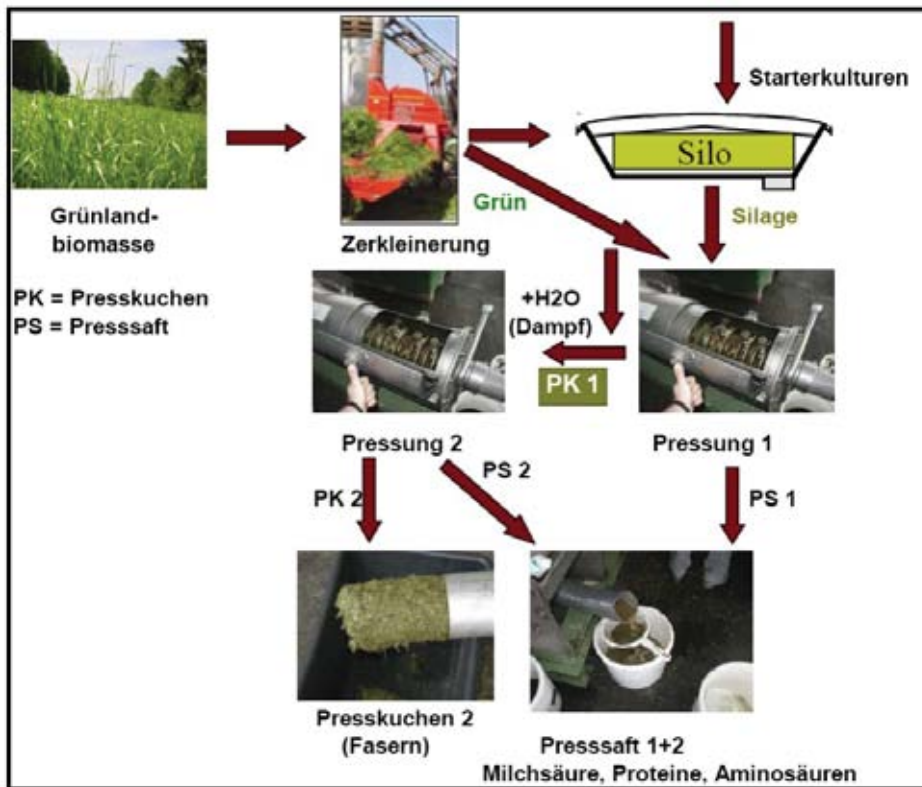 Starterkulturen
Silo
Grün
Silage
Grünland-
biomasse
Zerkleinerung
PK = Presskuchen
PS = Presssaft
+H2O
(Dampf)
PK 1
Pressung 2
Pressung 1
PK 2
PS 2
PS 1
Presskuchen 2
(Fasern)
Presssaft 1+2
Milchsäure, Proteine, Aminosäuren